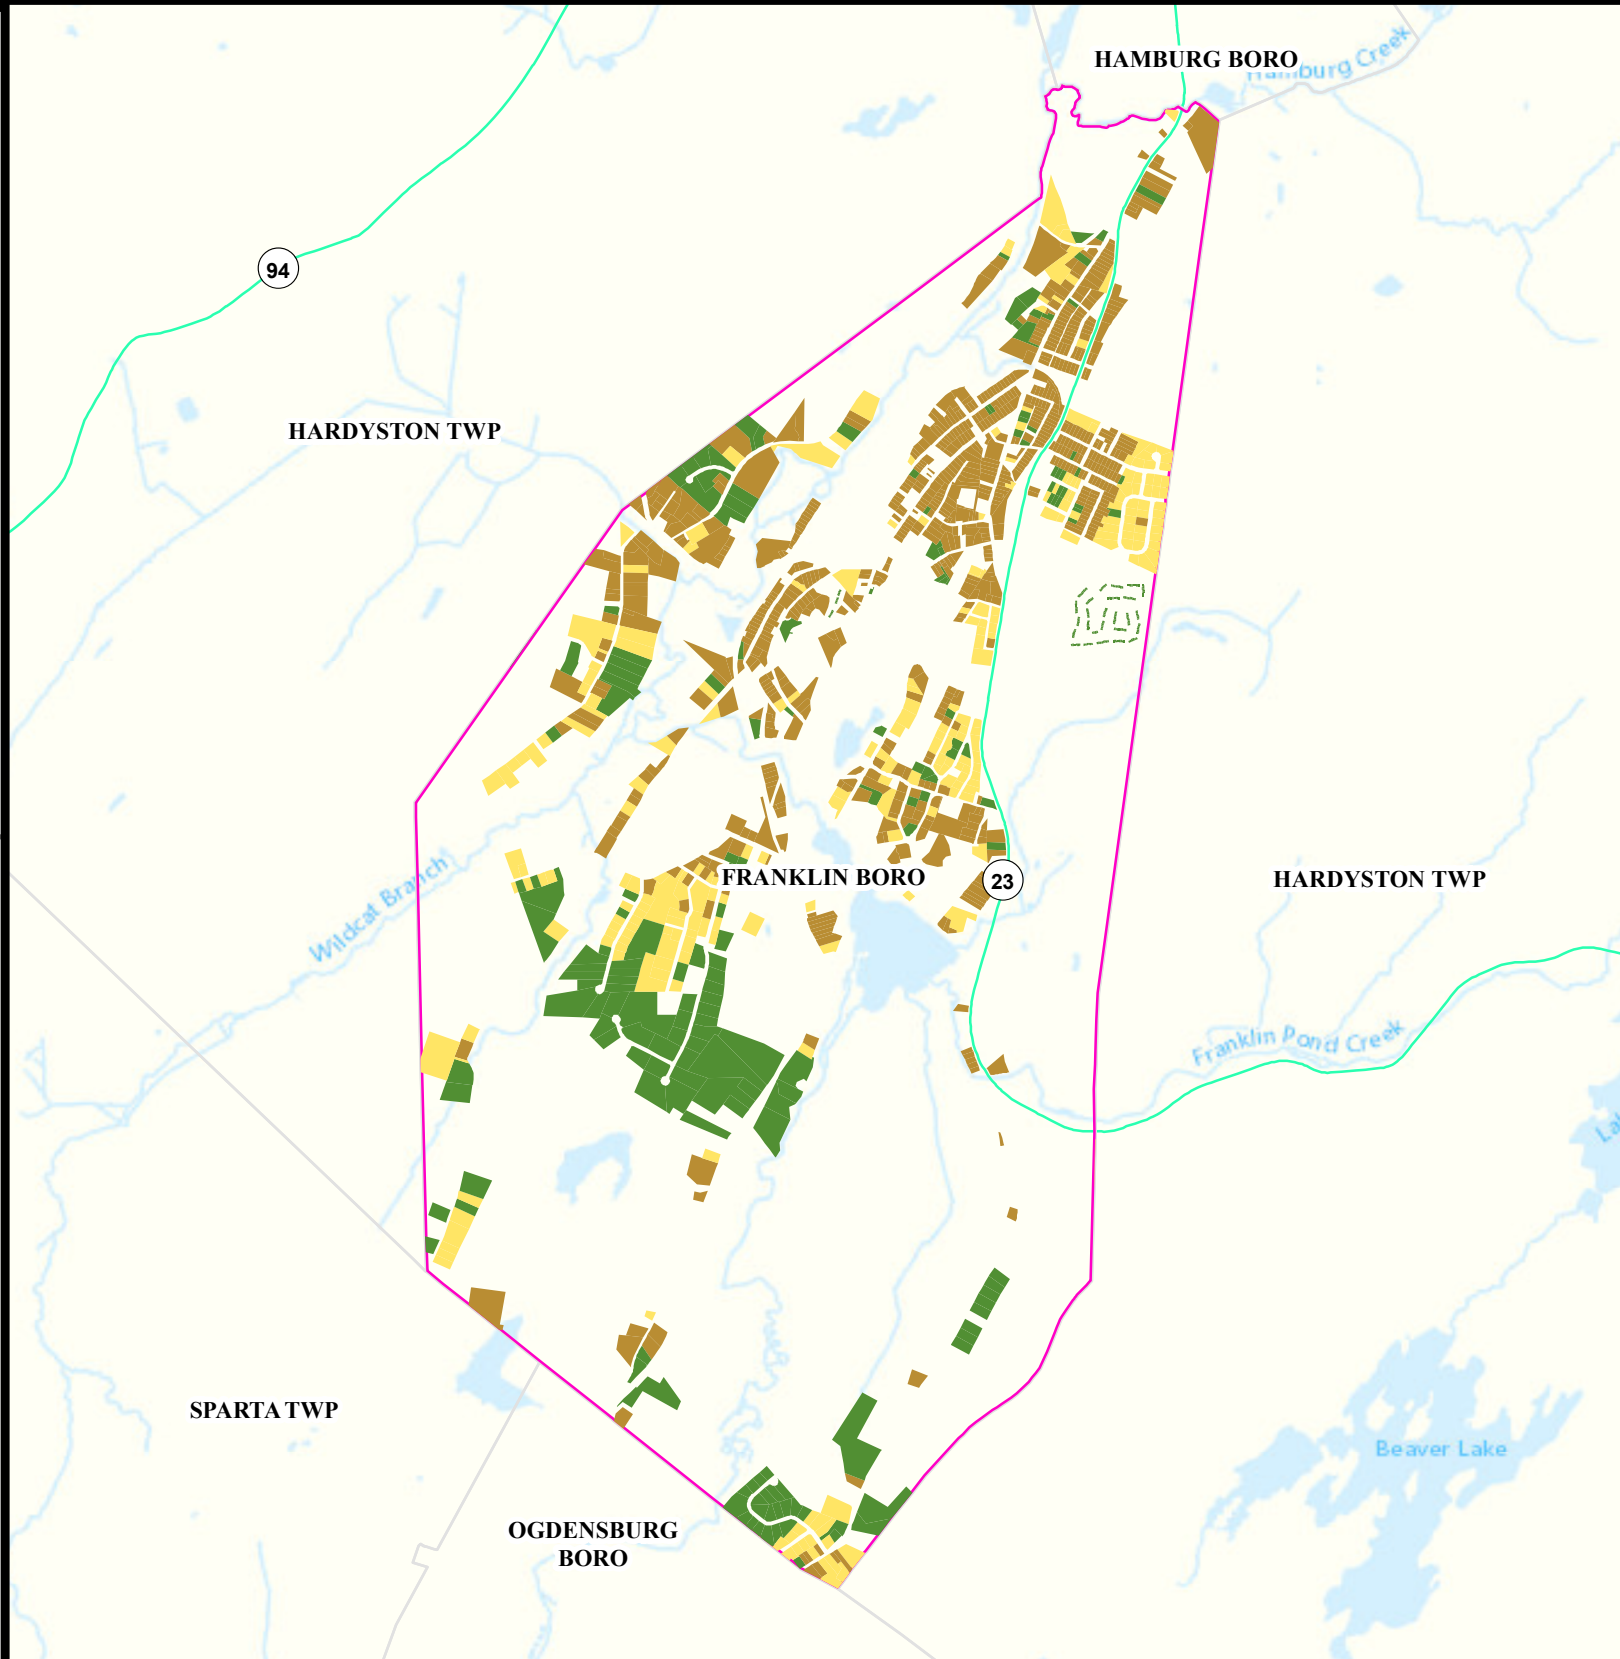 HAMBURG BORO
Hamburg Creek
94
HARDYSTON TWP
FRANKLIN BORO
23
HARDYSTON TWP
Wildcat Branch
Franklin Pond Creek
SPARTA TWP
Beaver Lake
OGDENSBURG
BORO